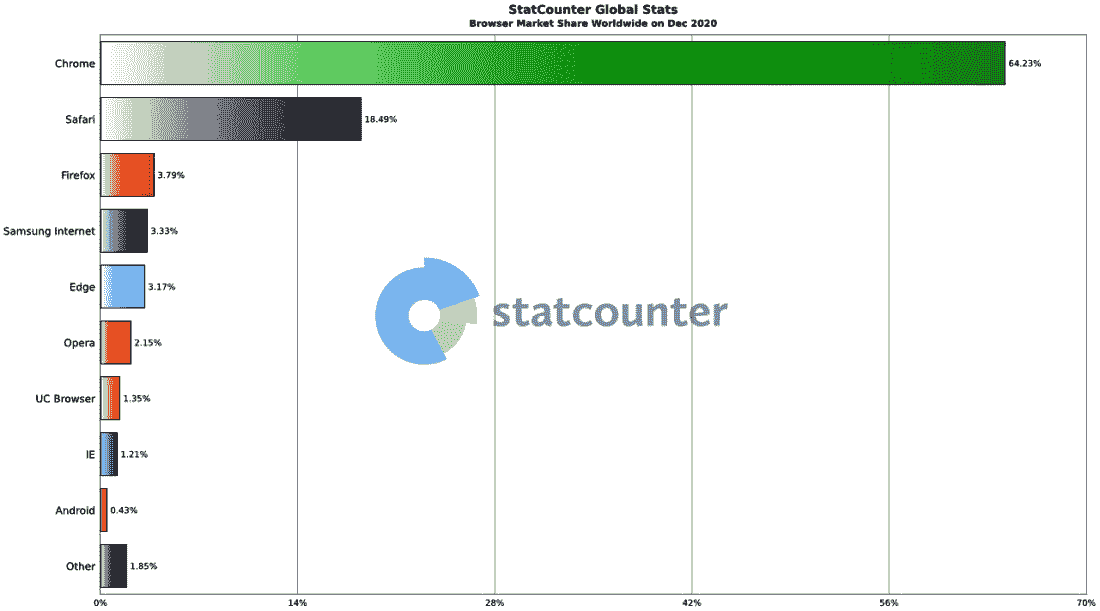 StatCounter Global Stats
Browser Market Share Worldwide on Dec 2020
Chrome 64.23%
Safari 18.49%
Firefox 3.79%
Samsung Internet 3.33%
Edge 3.17%
statcounter
Opera 2.15%
UC Browser 1.35%
IE 1.21%
Android 0.43%
Other 1.85%
0% 14% 28% 42% 56% 70%